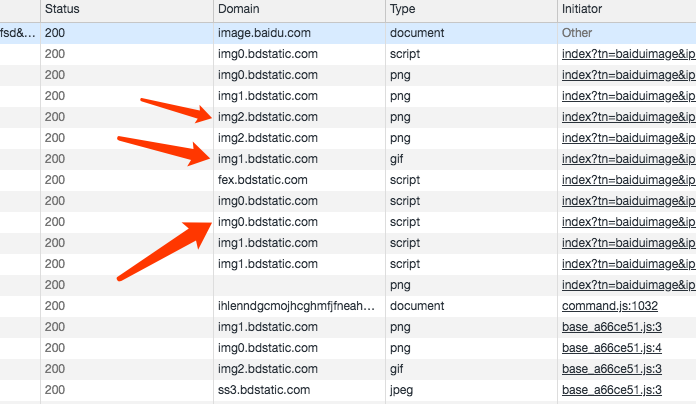 Status Domain Type Initiator
fsd&... 200 image.baidu.com document Other
200 img0.bdstatic.com script index?tn=baiduimage&ip
200 img0.bdstatic.com png index?tn=baiduimage&ip
200 img1.bdstatic.com png index?tn=baiduimage&ip
200 img2.bdstatic.com png index?tn=baiduimage&ip
200 img2.bdstatic.com png index?tn=baiduimage&ip
200 img1.bdstatic.com gif index?tn=baiduimage&ip
200 fex.bdstatic.com script index?tn=baiduimage&ip
200 img0.bdstatic.com script index?tn=baiduimage&ip
200 img0.bdstatic.com script index?tn=baiduimage&ip
200 img1.bdstatic.com script index?tn=baiduimage&ip
200 img1.bdstatic.com script index?tn=baiduimage&ip
200 png index?tn=baiduimage&ip
200 ihlenndgcmojhcghmfjfneah... document command.js:1032
200 img1.bdstatic.com png base_a66ce51.js:3
200 img0.bdstatic.com png base_a66ce51.js:4
200 img2.bdstatic.com gif base_a66ce51.js:3
200 ss3.bdstatic.com jpeg base_a66ce51.js:3